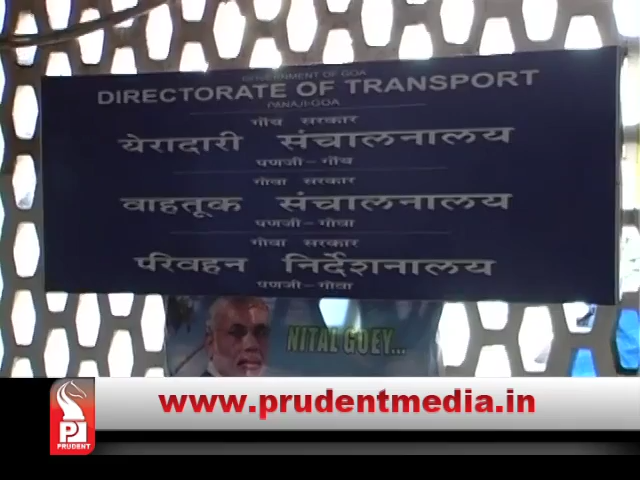 GOVERNMENT OF GOA
DIRECTORATE OF TRANSPORT
PANAJI-GOA
गोंय सरकार
येरादारी संचालनालय
पणजी-गोंय
गोवा सरकार
वाहतूक संचालनालय
पणजी-गोवा
गोवा सरकार
परिवहन निर्देशनालय
पणजी-गोवा
NITAL GOEY...
www.prudentmedia.in
PRUDENT